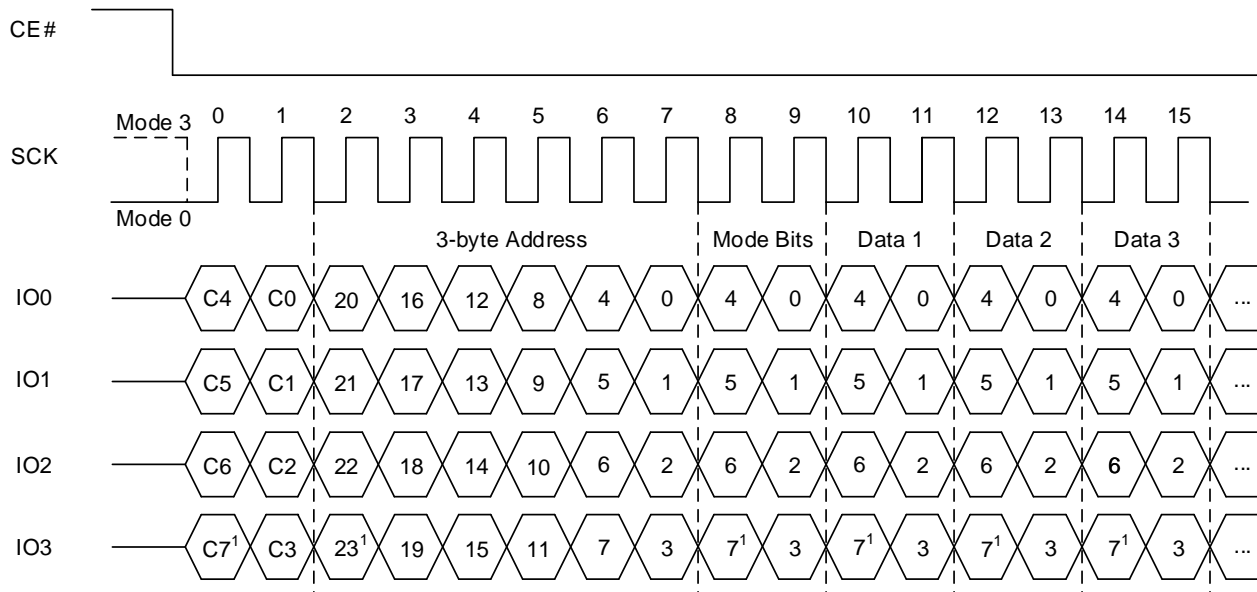 CE#
Mode 3 0 1 2 3 4 5 6 7 8 9 10 11 12 13 14 15
SCK
Mode 0
3-byte Address Mode Bits Data 1 Data 2 Data 3
IO0 C4 C0 20 16 12 8 4 0 4 0 4 0 4 0 4 0 ...
IO1 C5 C1 21 17 13 9 5 1 5 1 5 1 5 1 5 1 ...
IO2 C6 C2 22 18 14 10 6 2 6 2 6 2 6 2 6 2 ...
IO3 C7¹ C3 23¹ 19 15 11 7 3 7¹ 3 7¹ 3 7¹ 3 7¹ 3 ...